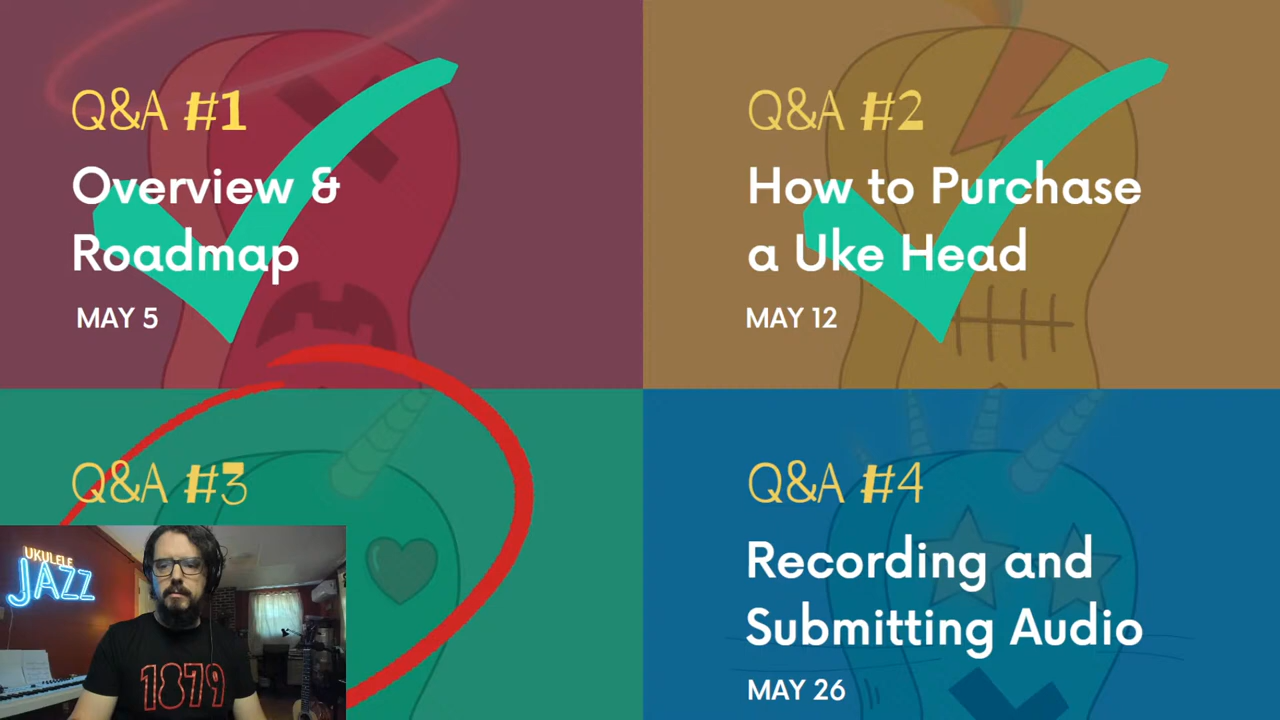 Q&A #1
Overview &
Roadmap
MAY 5
Q&A #2
How to Purchase
a Uke Head
MAY 12
Q&A #3
Q&A #4
Recording and
Submitting Audio
MAY 26
UKULELE
JAZZ
1879